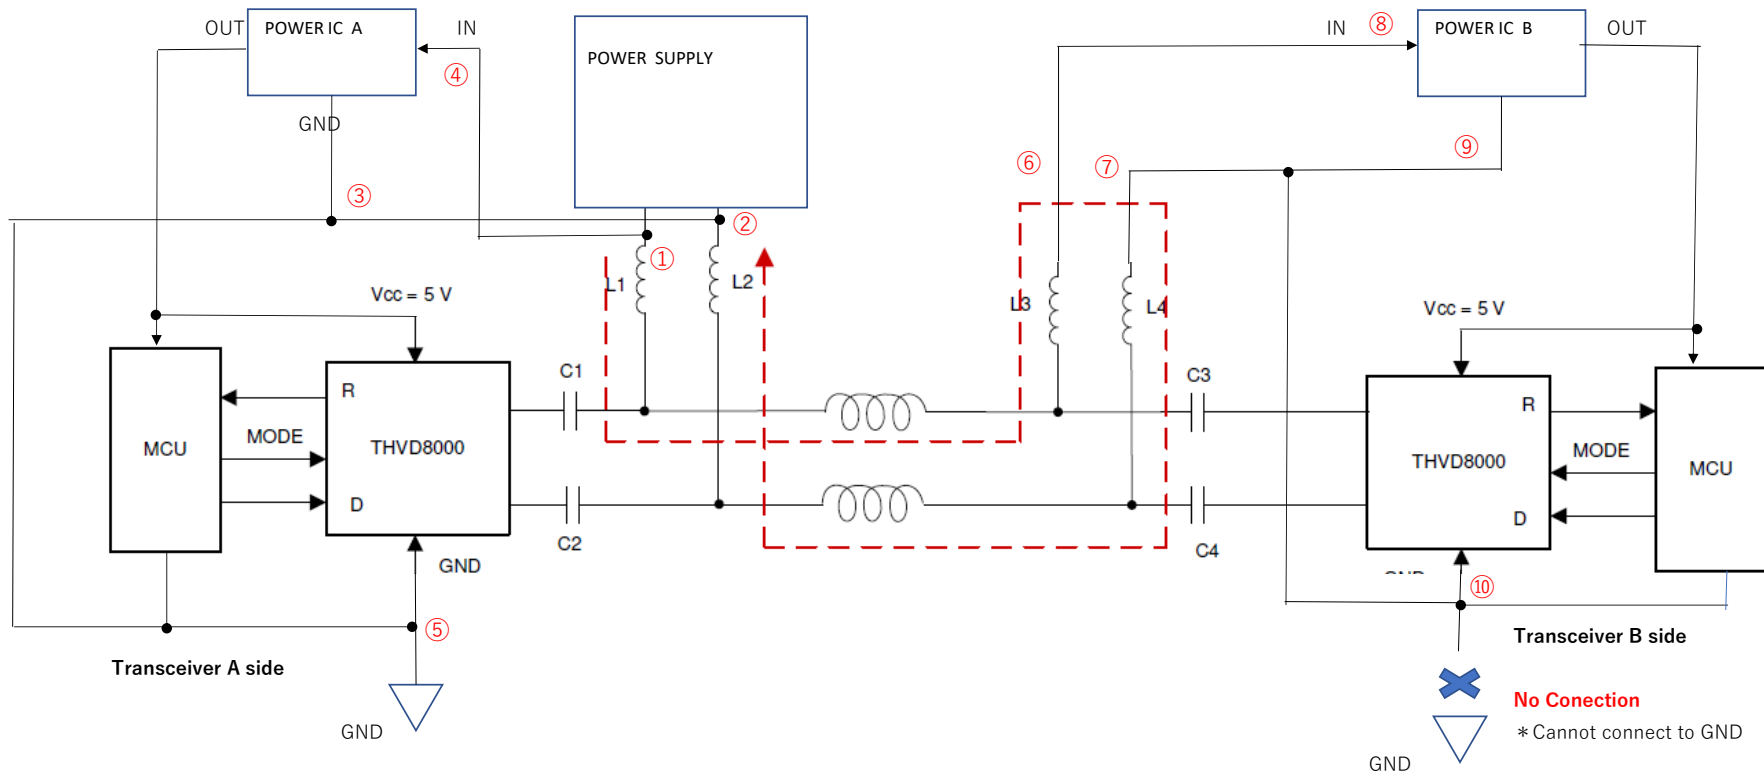 OUT
POWER IC A
IN
POWER SUPPLY
IN
⑧
POWER IC B
OUT
④
GND
③
②
①
⑥
⑦
⑨
L1
L2
L3
L4
Vcc = 5 V
Vcc = 5 V
C1
C3
R
MODE
MCU
THVD8000
D
C2
C4
GND
R
MODE
THVD8000
MCU
D
⑩
⑤
Transceiver A side
Transceiver B side
GND
No Conection
＊Cannot connect to GND
GND